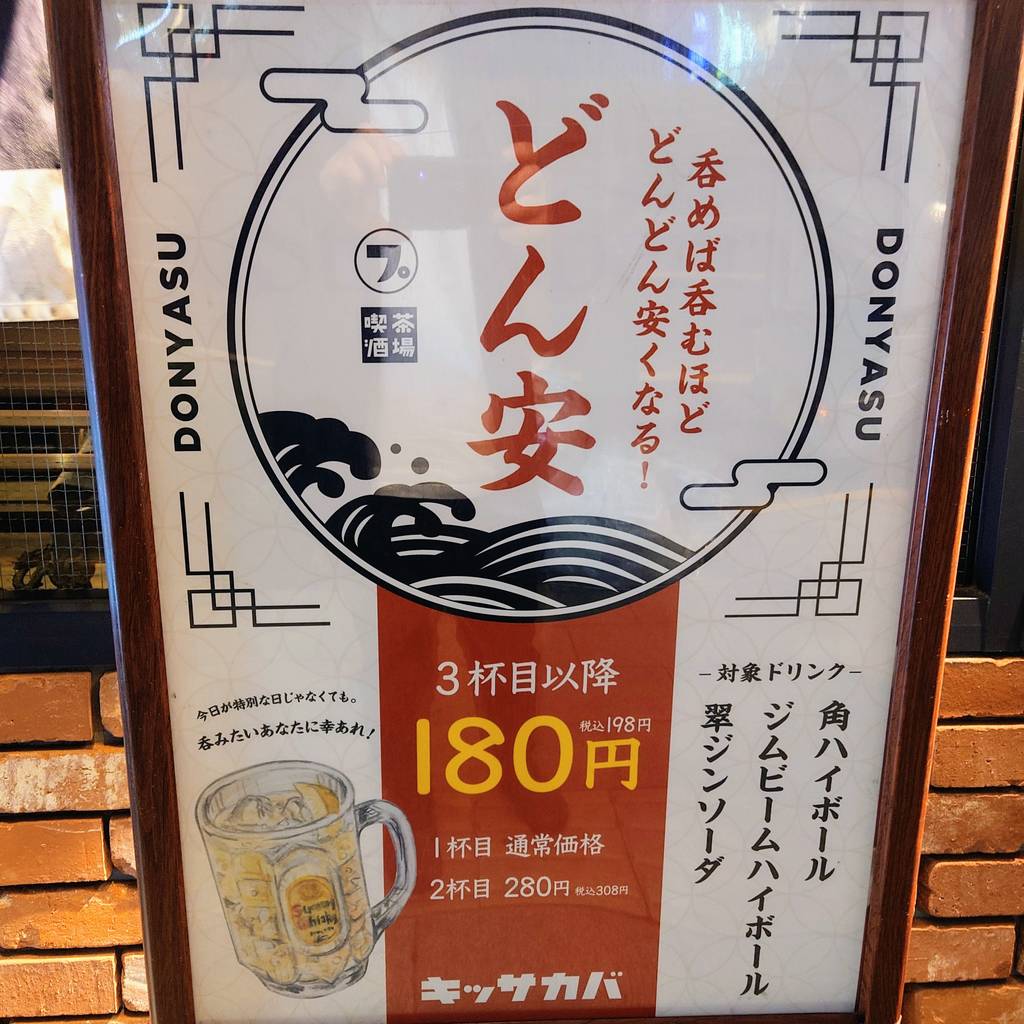 DONYASU
DONYASU
呑めば呑むほど
どんどん安くなる!
どん安
プ
喫茶
酒場
3杯目以降
180円
税込198円
1杯目 通常価格
2杯目 280円 税込308円
キッサカバ
-対象ドリンク-
角ハイボール
ジムビームハイボール
翠ジンソーダ
今日が特別な日じゃなくても。
呑みたいあなたに幸あれ!